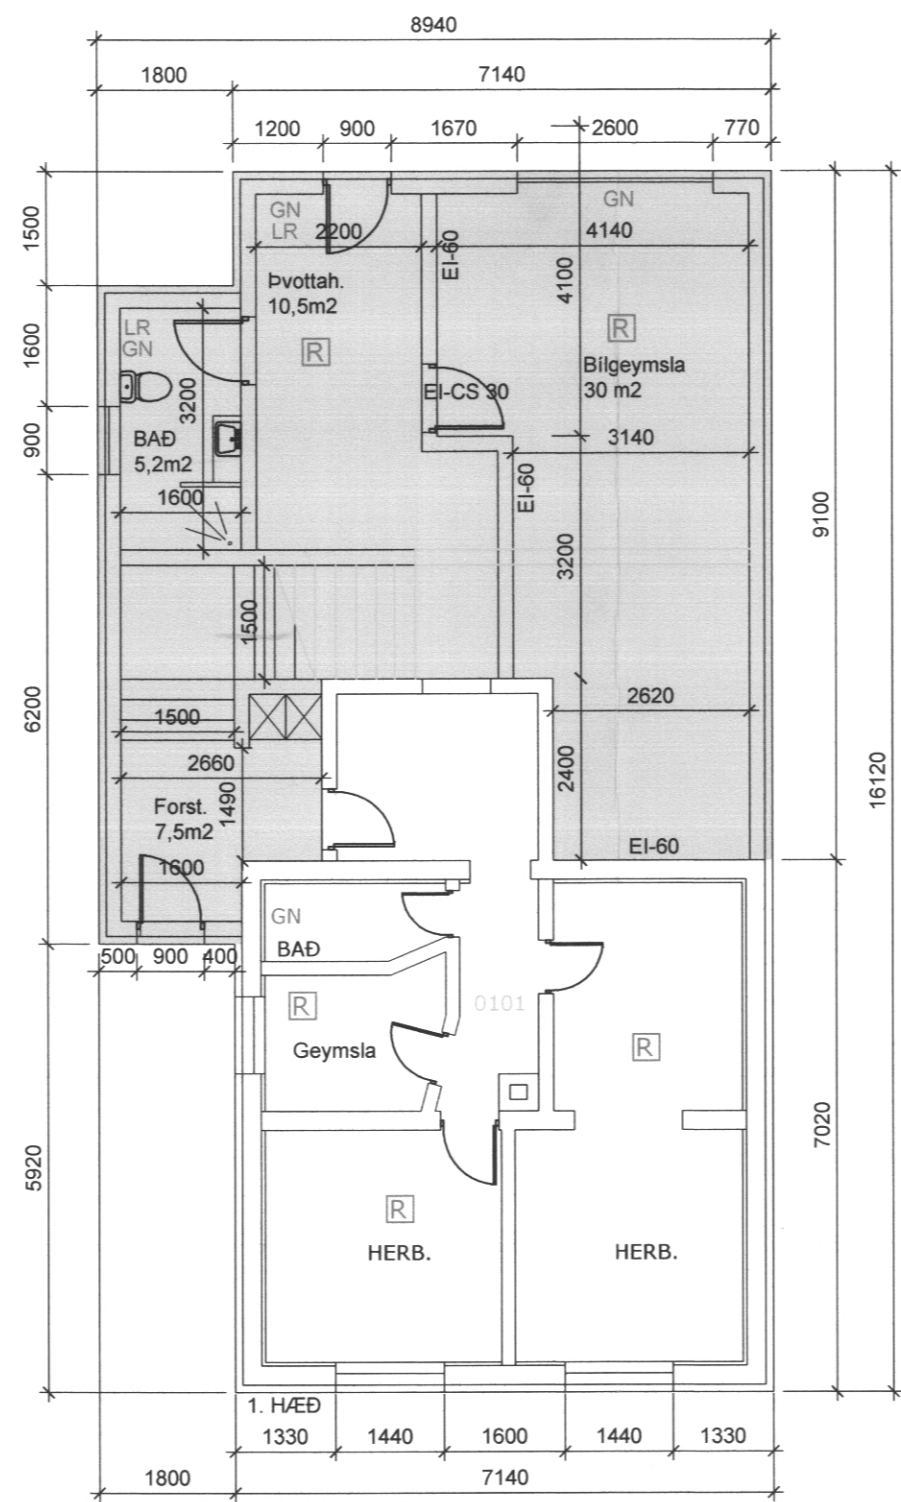 8940
1800
7140
1200
900
1670
2600
770
1500
1600
900
6200
5920
GN
LR
2200
EI-60
GN
4140
4100
Þvottah.
10,5m2
R
R
Bílgeymsla
30 m2
EI-CS 30
3140
LR
GN
3200
BAÐ
5,2m2
1600
EI-60
3200
9100
16120
1500
1500
2660
1490
2620
2400
Forst.
7,5m2
1600
EI-60
500
900
400
GN
BAÐ
R
Geymsla
0101
R
7020
R
HERB.
HERB.
1. HÆÐ
1330
1440
1600
1440
1330
1800
7140